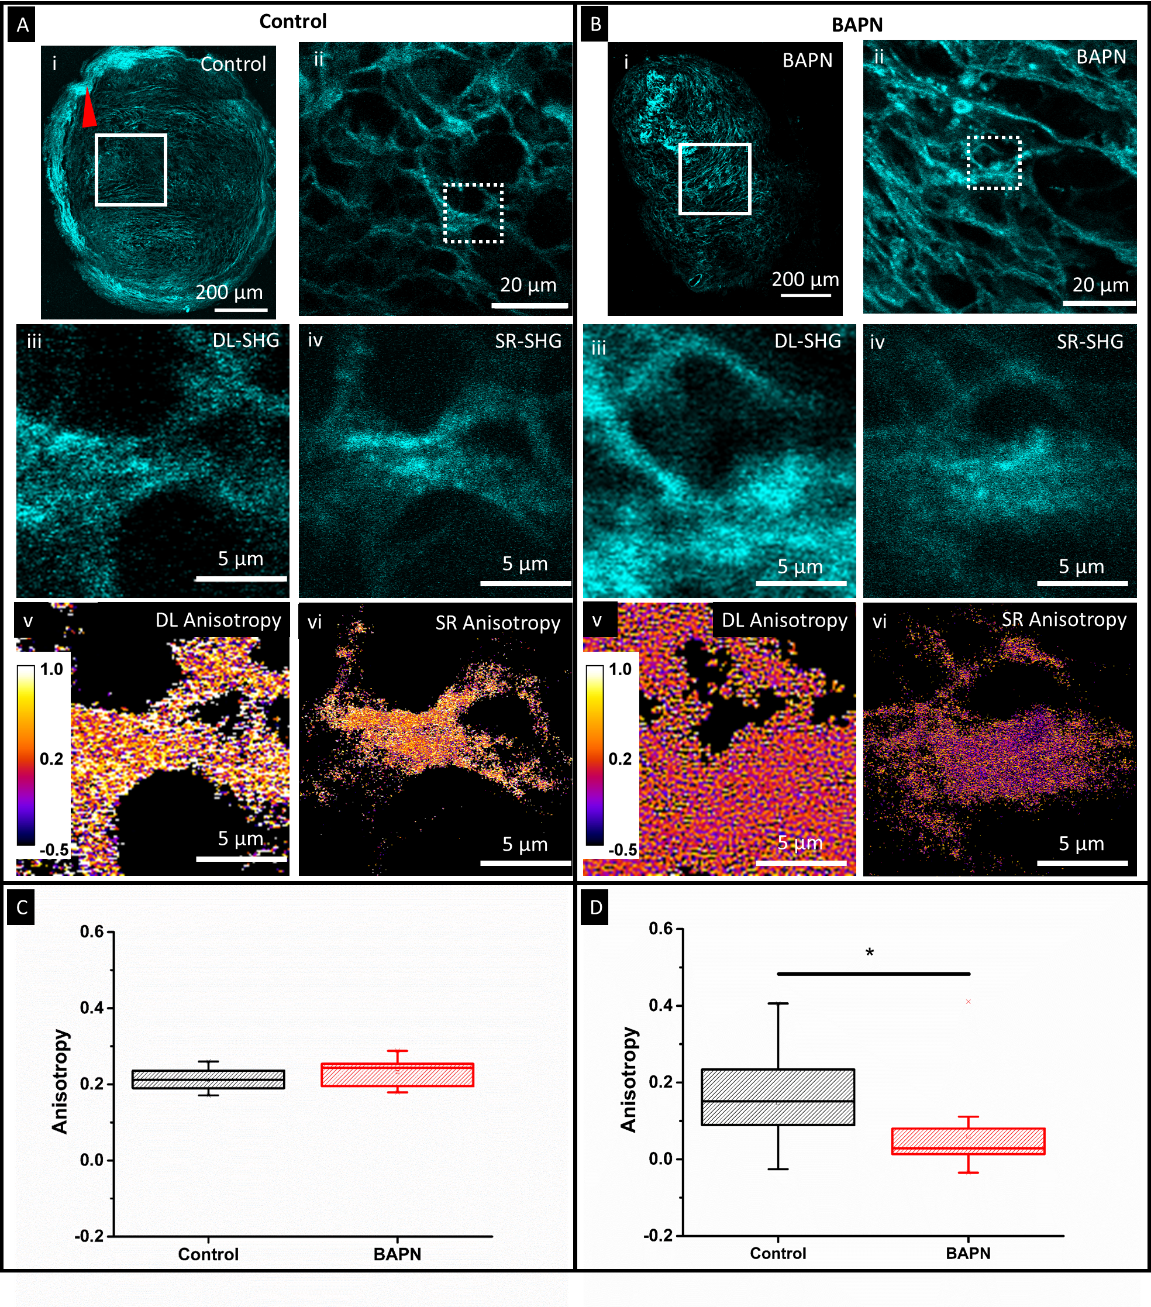 A
Control
i
Control
200 µm
ii
20 µm
iii
DL-SHG
5 µm
iv
SR-SHG
5 µm
v
DL Anisotropy
1.0
0.2
-0.5
5 µm
vi
SR Anisotropy
5 µm
B
BAPN
i
BAPN
200 µm
ii
BAPN
20 µm
iii
DL-SHG
5 µm
iv
SR-SHG
5 µm
v
DL Anisotropy
1.0
0.2
-0.5
5 µm
vi
SR Anisotropy
5 µm
C
Anisotropy
0.6
0.4
0.2
0.0
-0.2
Control
BAPN
D
Anisotropy
0.6
0.4
0.2
0.0
-0.2
*
Control
BAPN